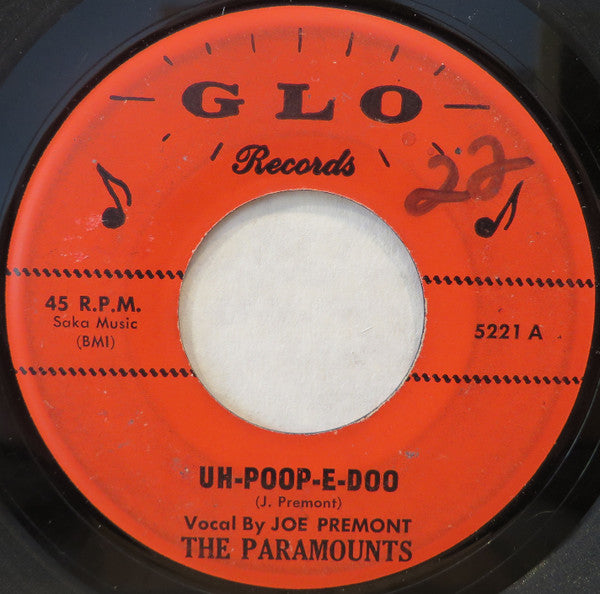 GLO
Records
22
45 R.P.M.
Saka Music
(BMI)
5221 A
UH-POOP-E-DOO
(J. Premont)
Vocal By JOE PREMONT
THE PARAMOUNTS